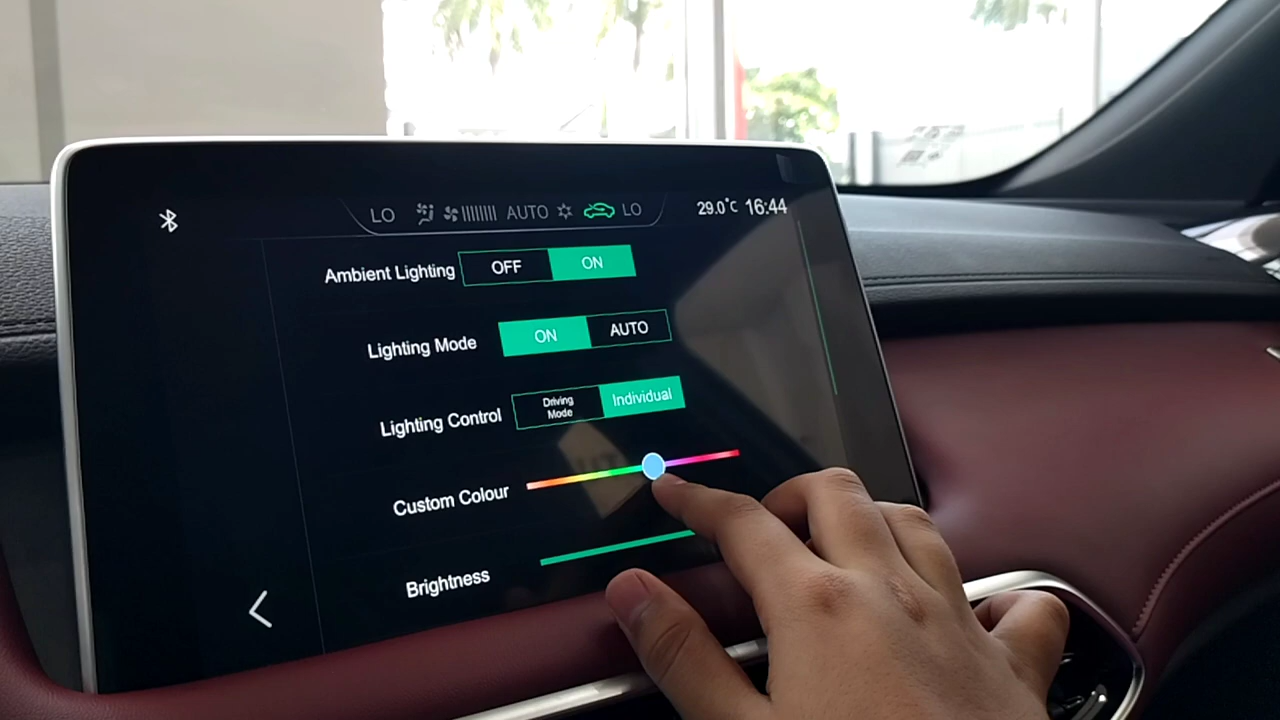 LO AUTO LO 29.0°C 16:44
Ambient Lighting OFF ON
Lighting Mode ON AUTO
Lighting Control Driving Mode Individual
Custom Colour
Brightness